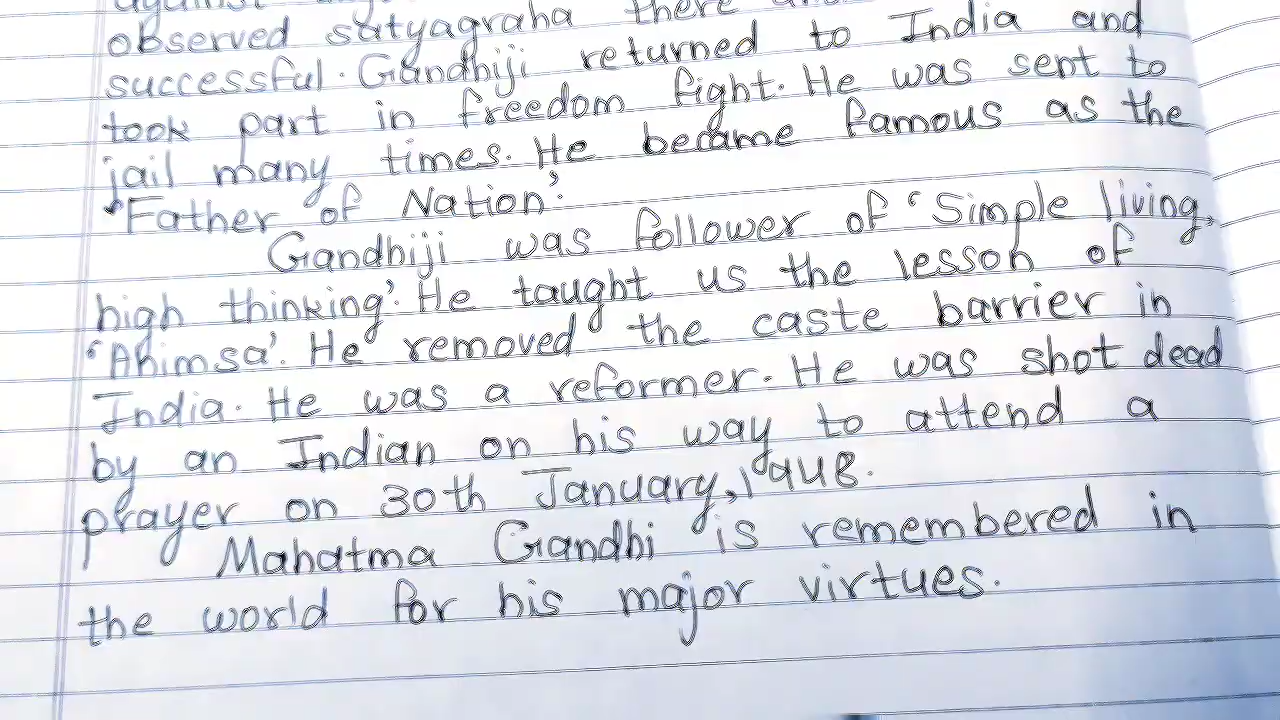 against
observed satyagraha there and
successful. Gandhiji returned to India and
took part in freedom fight. He was sent to
jail many times. He became famous as the
'Father of Nation'.
Gandhiji was follower of 'Simple living,
high thinking'. He taught us the lesson of
'Ahimsa'. He removed the caste barrier in
India. He was a reformer. He was shot dead
by an Indian on his way to attend a
prayer on 30th January, 1948.
Mahatma Gandhi is remembered in
the world for his major virtues.